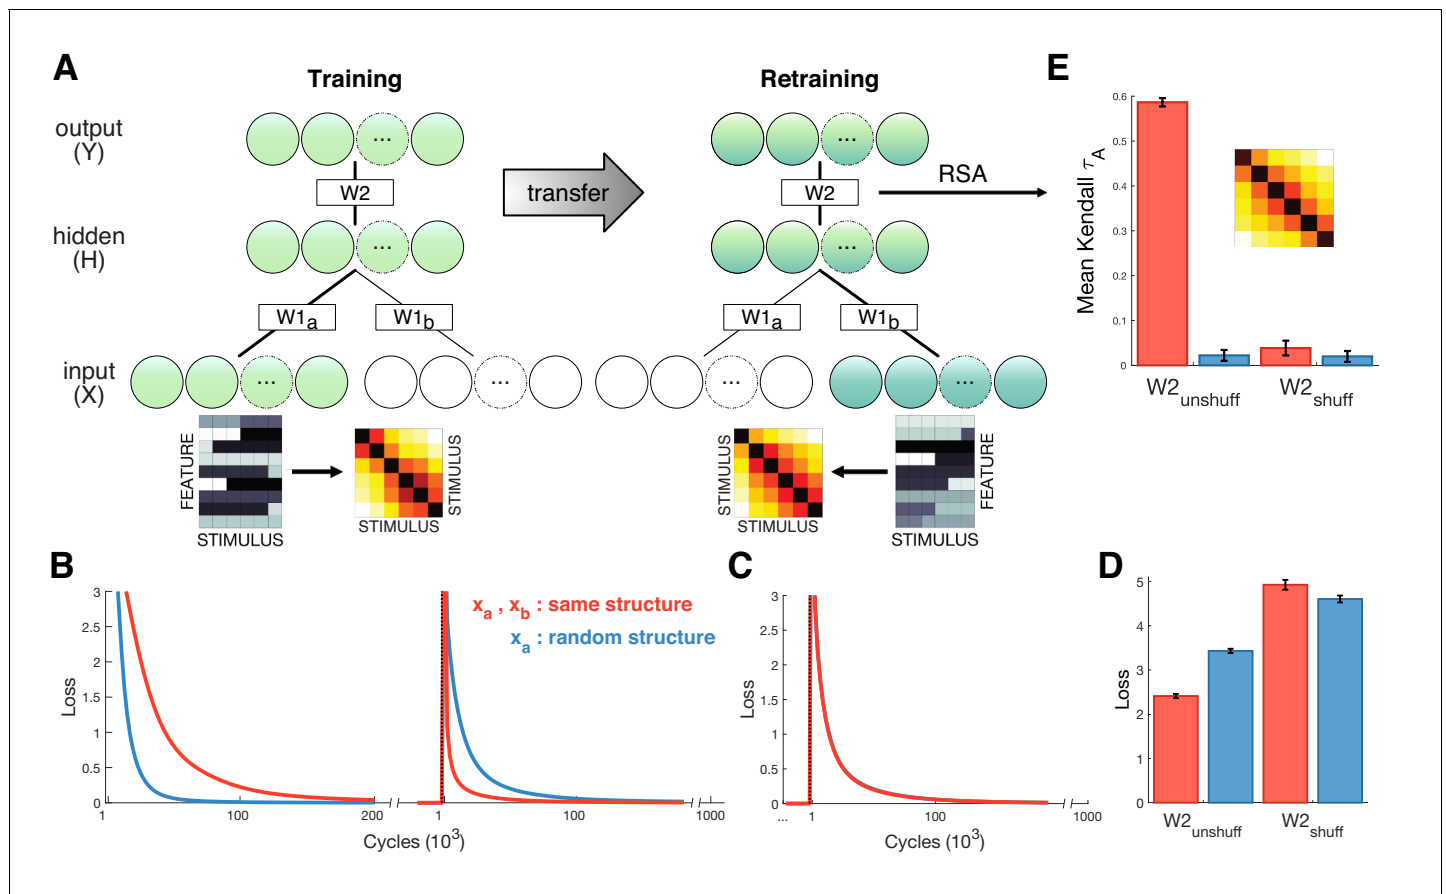 A
Training
Retraining
output
(Y)
...
...
W2
W2
transfer
RSA
hidden
(H)
...
...
W1a
W1b
W1a
W1b
input
(X)
...
...
...
...
FEATURE
STIMULUS
STIMULUS
STIMULUS
STIMULUS
STIMULUS
FEATURE
STIMULUS
E
Mean Kendall τA
0.6
0.5
0.4
0.3
0.2
0.1
0
W2unshuff
W2shuff
B
Loss
3
2.5
2
1.5
1
0.5
0
1
100
200
1
100
1000
Cycles (10³)
xa , xb : same structure
xa : random structure
C
Loss
3
2.5
2
1.5
1
0.5
0
...
1
100
1000
Cycles (10³)
D
Loss
5
4
3
2
1
0
W2unshuff
W2shuff